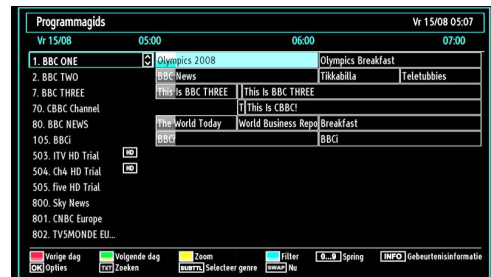 Programmagids Vr 15/08 05:07
Vr 15/08 05:00 06:00 07:00
1. BBC ONE Olympics 2008 Olympics Breakfast
2. BBC TWO BBC News Tikkabilla Teletubbies
7. BBC THREE This Is BBC THREE This Is BBC THREE
70. CBBC Channel T This Is CBBC!
80. BBC NEWS The World Today World Business Repo Breakfast
105. BBCi BBCi BBCi
503. ITV HD Trial HD
504. Ch4 HD Trial HD
505. five HD Trial
800. Sky News
801. CNBC Europe
802. TV5MONDE EU...
Vorige dag Volgende dag Zoom Filter 0...9 Spring INFO Gebeurtenisinformatie
OK Opties TXT Zoeken SUBTTL Selecteer genre SWAP Nu